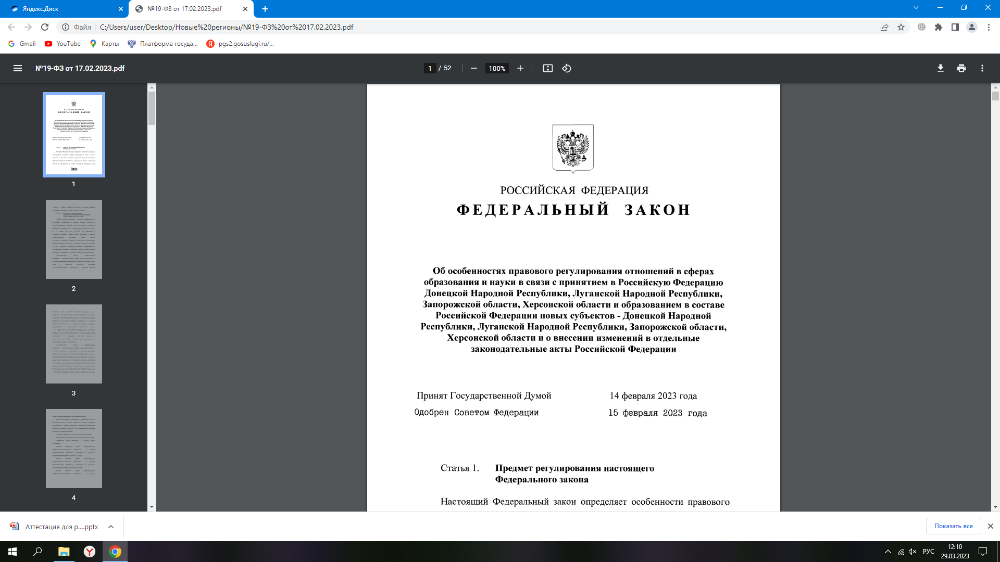 Яндекс.Диск
№19-ФЗ от 17.02.2023.pdf
Файл
C:/Users/user/Desktop/Новые%20регионы/№19-ФЗ%20от%2017.02.2023.pdf
Gmail
YouTube
Карты
Платформа госуда...
pgs2.gosuslugi.ru/...
№19-ФЗ от 17.02.2023.pdf
1 / 52
100%
1
2
3
4
РОССИЙСКАЯ ФЕДЕРАЦИЯ
ФЕДЕРАЛЬНЫЙ ЗАКОН
Об особенностях правового регулирования отношений в сферах
образования и науки в связи с принятием в Российскую Федерацию
Донецкой Народной Республики, Луганской Народной Республики,
Запорожской области, Херсонской области и образованием в составе
Российской Федерации новых субъектов - Донецкой Народной
Республики, Луганской Народной Республики, Запорожской области,
Херсонской области и о внесении изменений в отдельные
законодательные акты Российской Федерации
Принят Государственной Думой 14 февраля 2023 года
Одобрен Советом Федерации 15 февраля 2023 года
Статья 1. Предмет регулирования настоящего
Федерального закона
Настоящий Федеральный закон определяет особенности правового
Аттестация для р....pptx
Показать все
РУС
12:10
29.03.2023